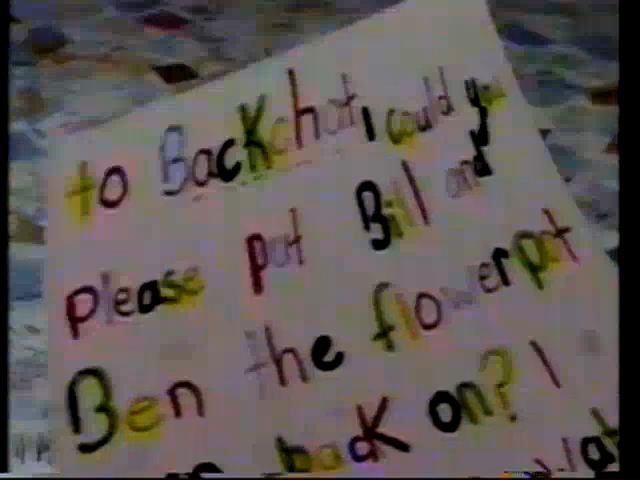 to Backchat, could you
please put Bill and
Ben the flowerpot
back on? I